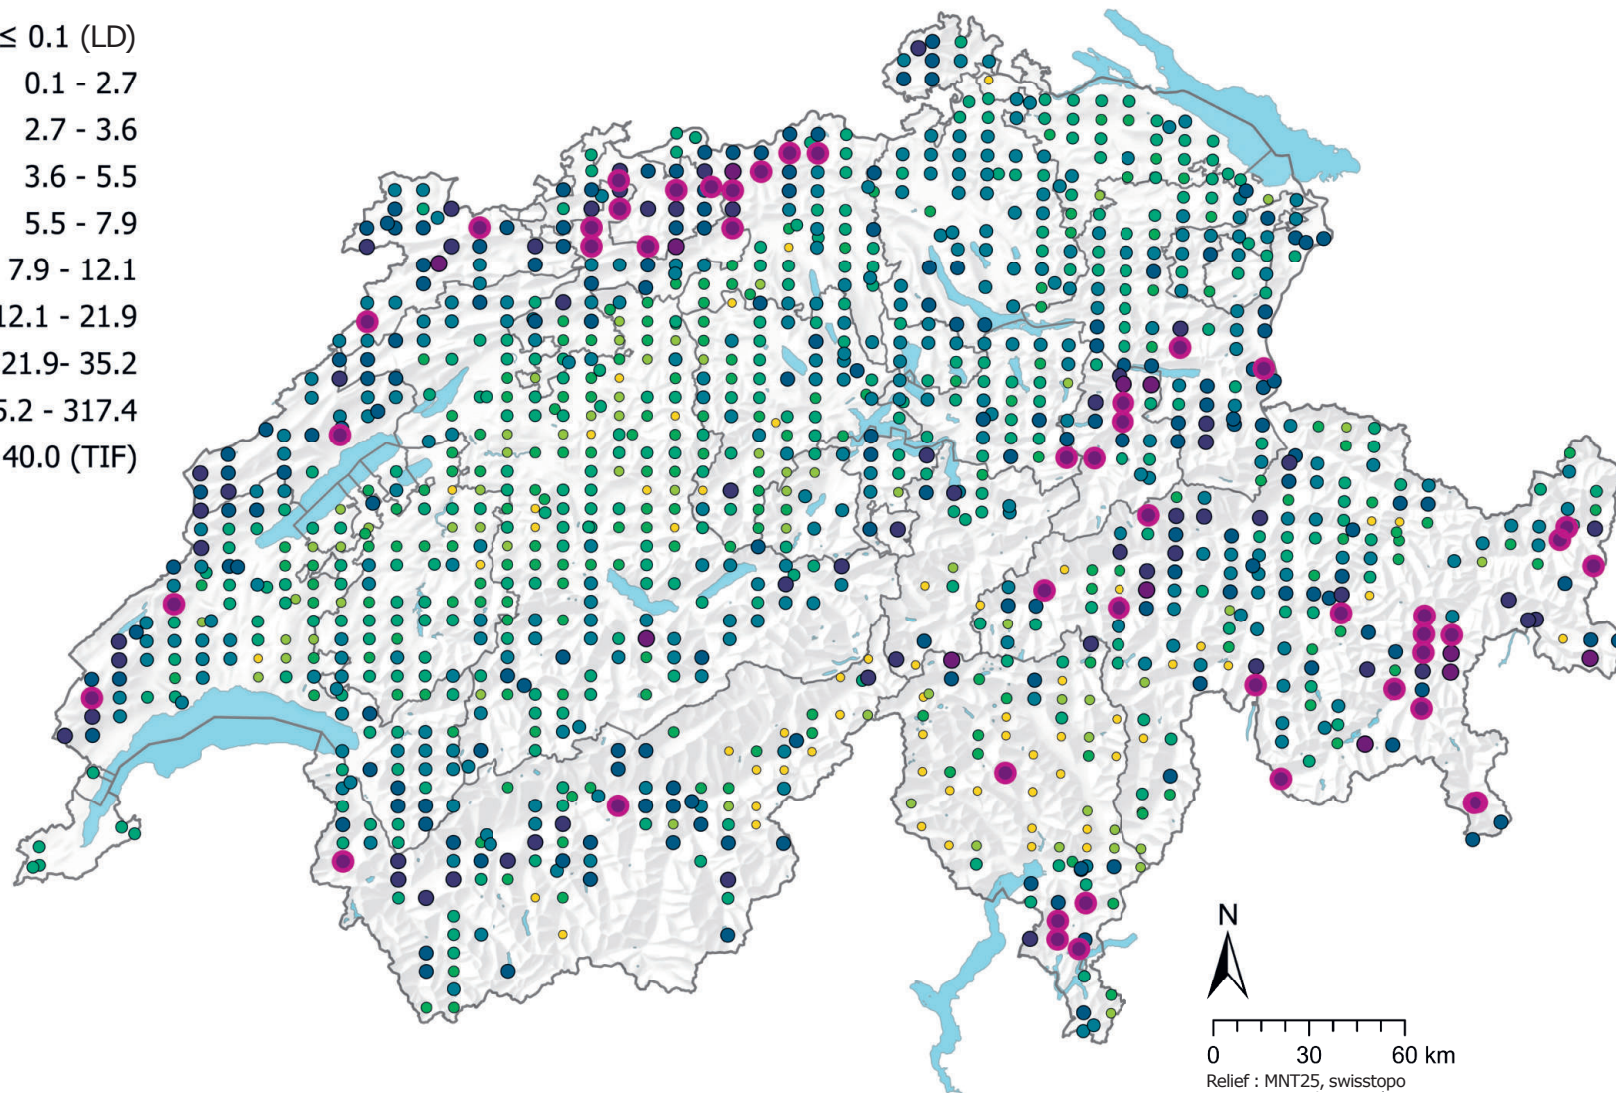 ≤ 0.1 (LD)
0.1 - 2.7
2.7 - 3.6
3.6 - 5.5
5.5 - 7.9
7.9 - 12.1
12.1 - 21.9
21.9- 35.2
5.2 - 317.4
40.0 (TIF)
N
0 30 60 km
Relief : MNT25, swisstopo